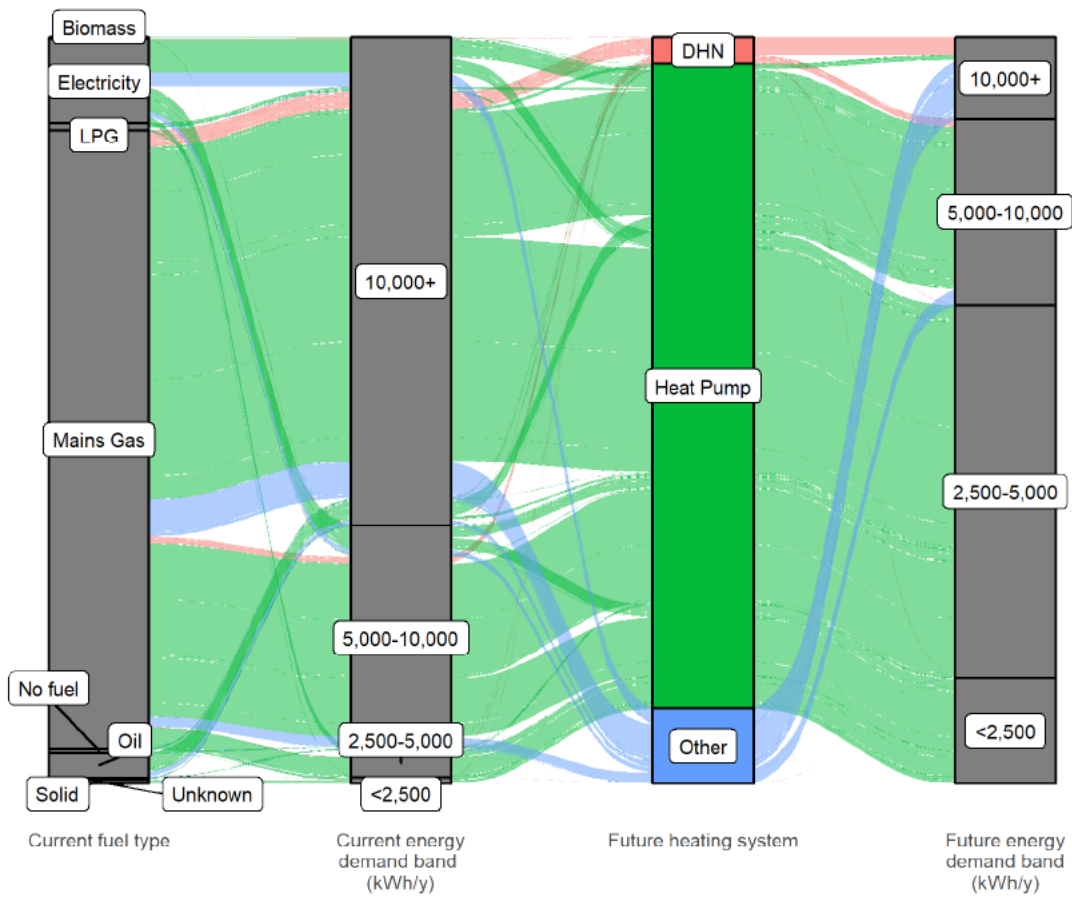 Biomass
Electricity
LPG
Mains Gas
No fuel
Oil
Solid
Unknown
10,000+
5,000-10,000
2,500-5,000
<2,500
DHN
Heat Pump
Other
10,000+
5,000-10,000
2,500-5,000
<2,500
Current fuel type
Current energy
demand band
(kWh/y)
Future heating system
Future energy
demand band
(kWh/y)